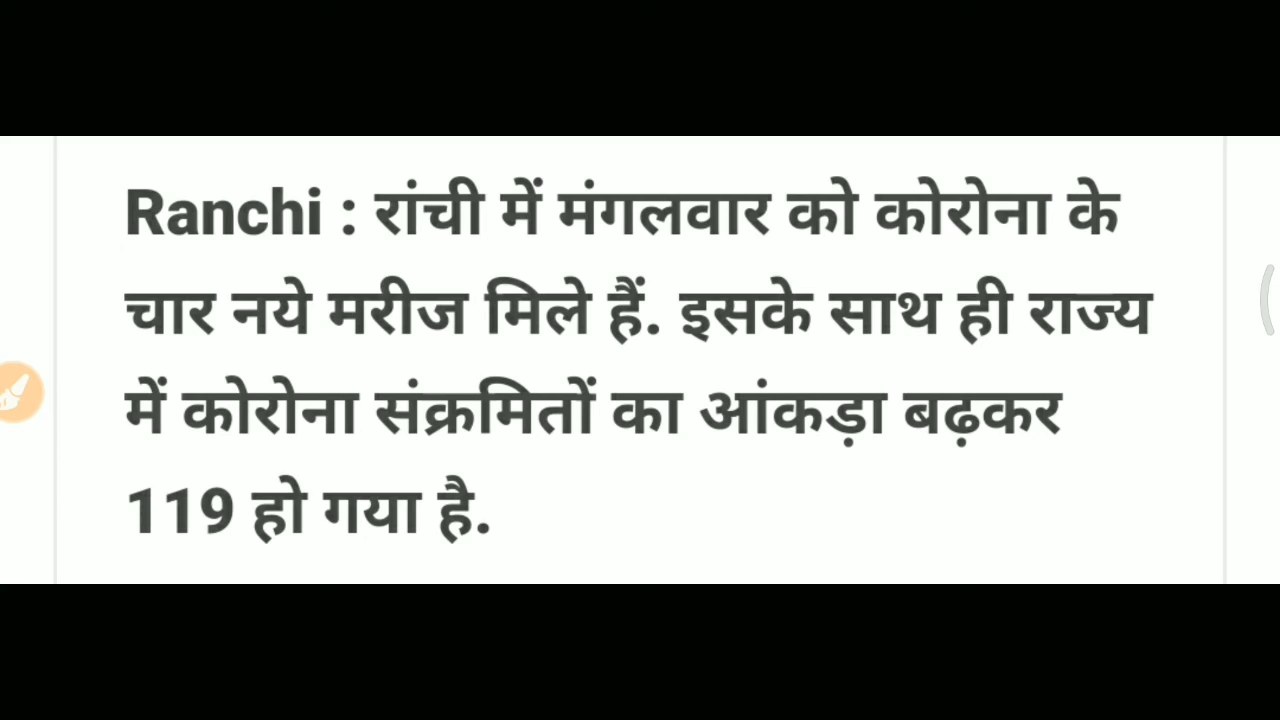 Ranchi : रांची में मंगलवार को कोरोना के
चार नये मरीज मिले हैं. इसके साथ ही राज्य
में कोरोना संक्रमितों का आंकड़ा बढ़कर
119 हो गया है.